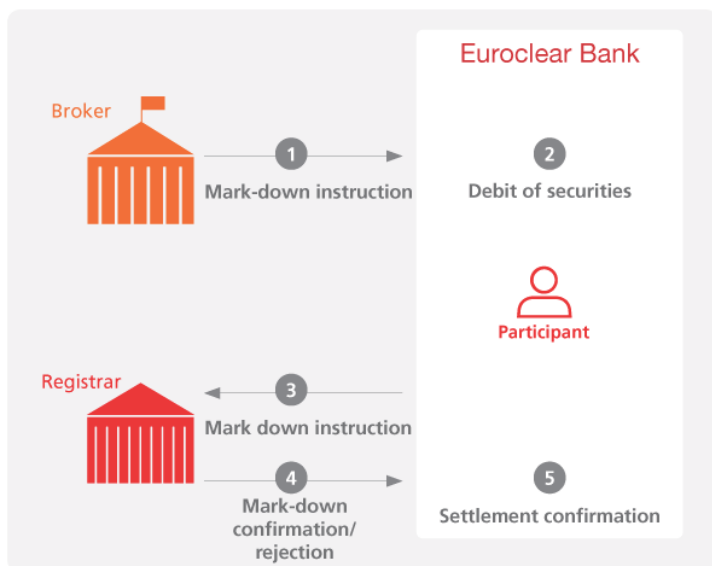 Euroclear Bank
Broker
1
2
Mark-down instruction
Debit of securities
Participant
Registrar
3
Mark down instruction
4
5
Mark-down
confirmation/
rejection
Settlement confirmation